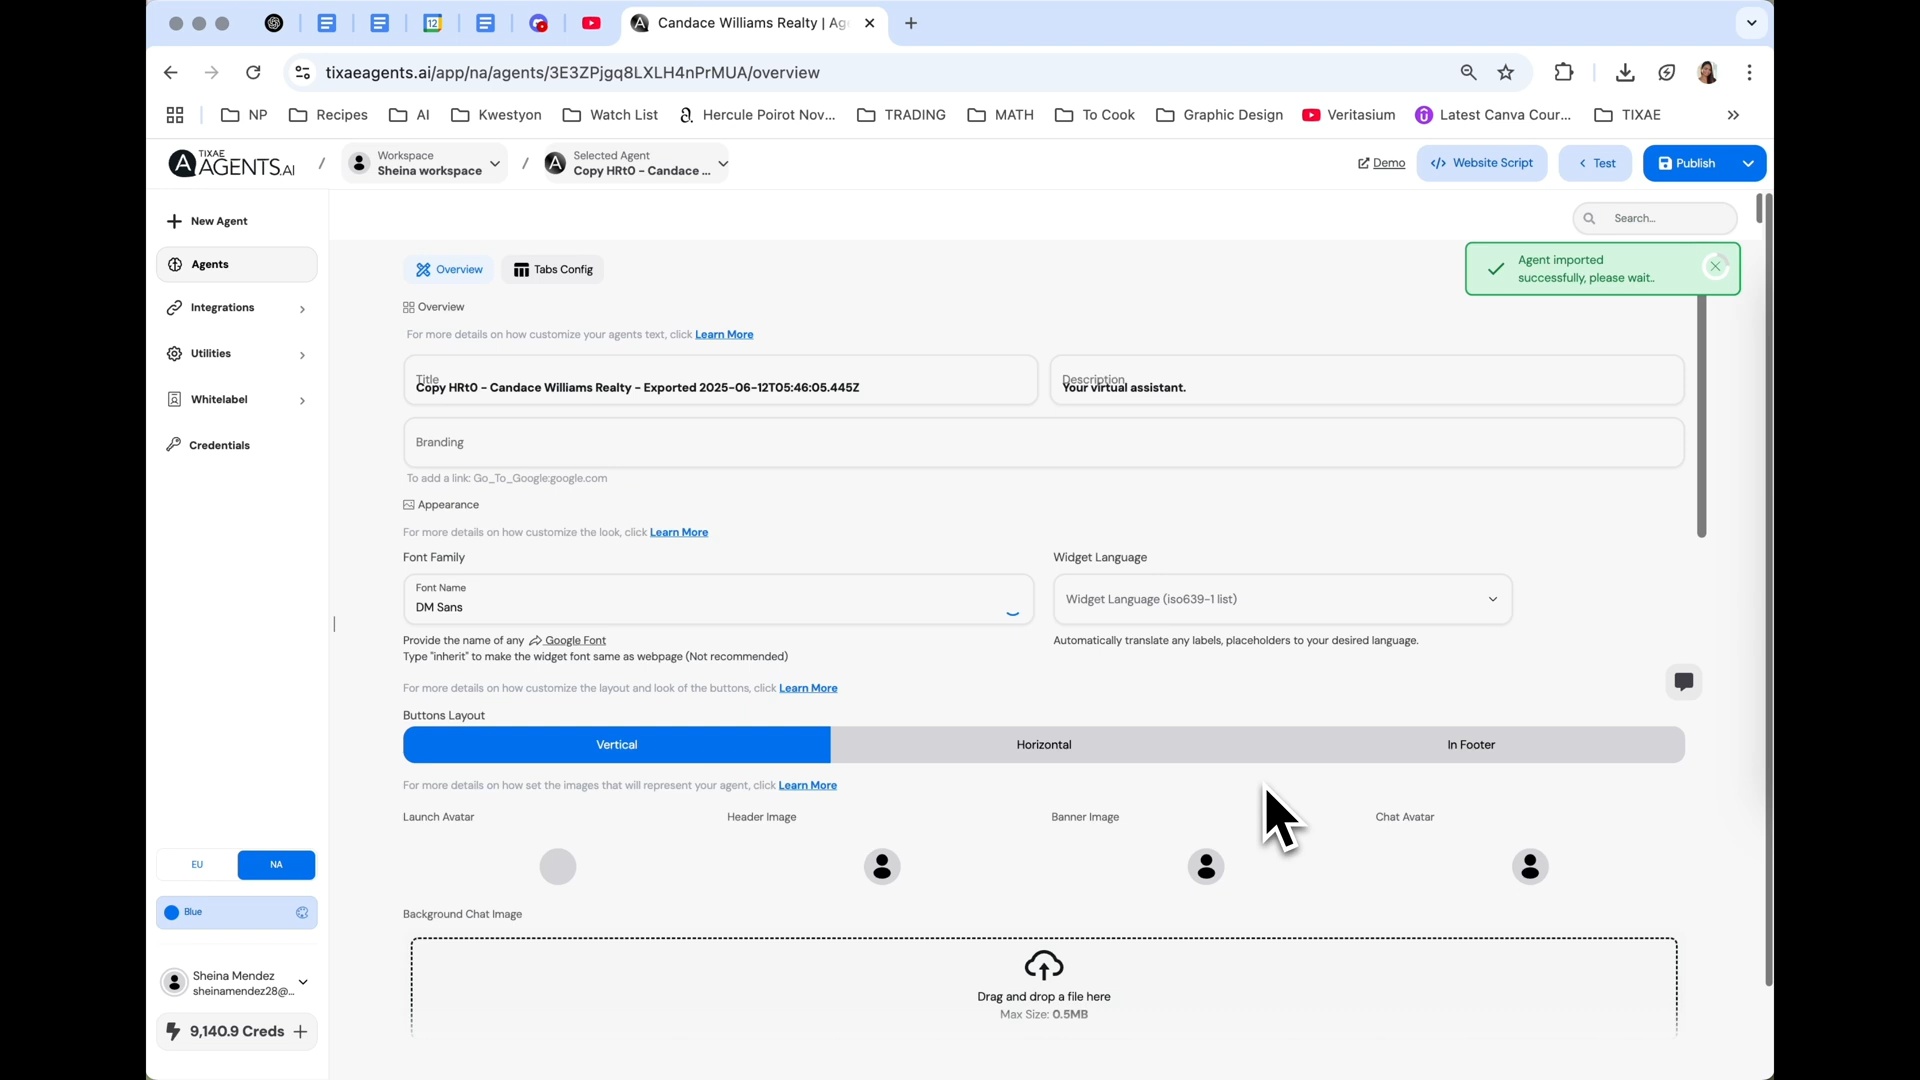 Candace Williams Realty | Ag
12
tixaeagents.ai/app/na/agents/3E3ZPjgq8LXLH4nPrMUA/overview
NP
Recipes
AI
Kwestyon
Watch List
Hercule Poirot Nov...
TRADING
MATH
To Cook
Graphic Design
Veritasium
Latest Canva Cour...
TIXAE
TIXAE
AGENTS.AI
/
Workspace
Sheina workspace
/
Selected Agent
Copy HRt0 - Candace ...
Demo
</> Website Script
< Test
Publish
New Agent
Search...
Agents
Integrations
Utilities
Whitelabel
Credentials
Overview
Tabs Config
Agent imported
successfully, please wait..
Overview
For more details on how customize your agents text, click Learn More
Title
Copy HRt0 - Candace Williams Realty - Exported 2025-06-12T05:46:05.445Z
Description
Your virtual assistant.
Branding
To add a link: Go_To_Google:google.com
Appearance
For more details on how customize the look, click Learn More
Font Family
Widget Language
Font Name
DM Sans
Widget Language (iso639-1 list)
Provide the name of any Google Font
Type "inherit" to make the widget font same as webpage (Not recommended)
Automatically translate any labels, placeholders to your desired language.
For more details on how customize the layout and look of the buttons, click Learn More
Buttons Layout
Vertical
Horizontal
In Footer
For more details on how set the images that will represent your agent, click Learn More
Launch Avatar
Header Image
Banner Image
Chat Avatar
Background Chat Image
Drag and drop a file here
Max Size: 0.5MB
EU
NA
Blue
Sheina Mendez
sheinamendez28@...
9,140.9 Creds